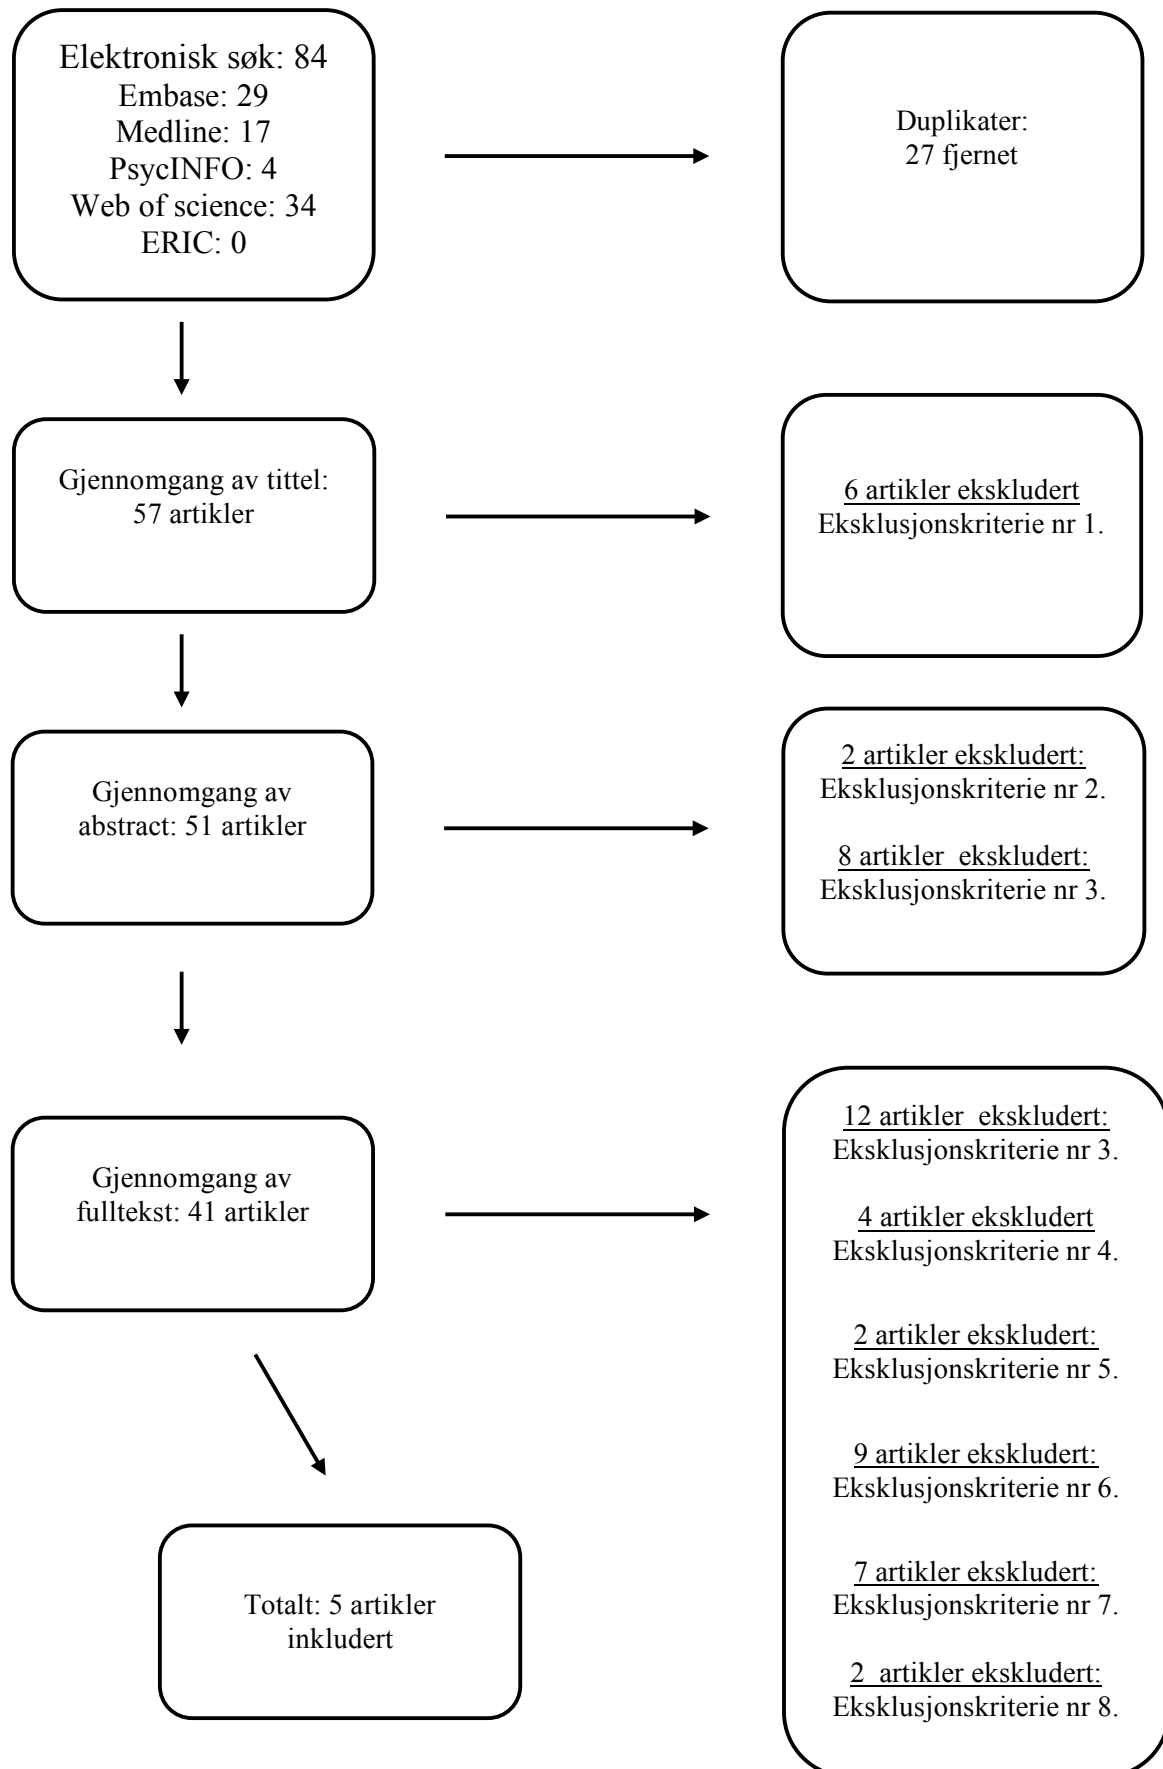 Elektronisk søk: 84
Embase: 29
Medline: 17
PsycINFO: 4
Web of science: 34
ERIC: 0
Duplikater:
27 fjernet
Gjennomgang av tittel:
57 artikler
6 artikler ekskludert
Eksklusjonskriterie nr 1.
Gjennomgang av
abstract: 51 artikler
2 artikler ekskludert:
Eksklusjonskriterie nr 2.
8 artikler  ekskludert:
Eksklusjonskriterie nr 3.
Gjennomgang av
fulltekst: 41 artikler
12 artikler  ekskludert:
Eksklusjonskriterie nr 3.
4 artikler ekskludert
Eksklusjonskriterie nr 4.
2 artikler ekskludert:
Eksklusjonskriterie nr 5.
9 artikler ekskludert:
Eksklusjonskriterie nr 6.
7 artikler ekskludert:
Eksklusjonskriterie nr 7.
2  artikler ekskludert:
Eksklusjonskriterie nr 8.
Totalt: 5 artikler
inkludert